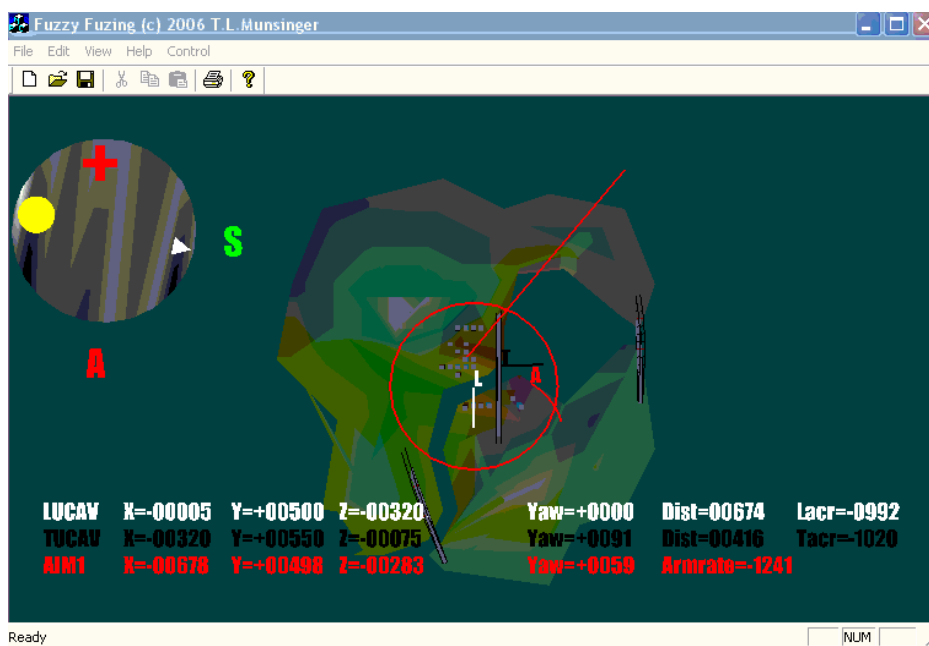 Fuzzy Fuzing (c) 2006 T.L.Munsinger
File Edit View Help Control
S
A
L
T
A
LUCAV X=-00005 Y=+00500 Z=-00320 Yaw=+0000 Dist=00674 Lacr=-0992
TUCAV X=-00320 Y=+00550 Z=-00075 Yaw=+0091 Dist=00416 Tacr=-1020
AIM1 X=-00678 Y=+00498 Z=-00283 Yaw=+0059 Armrate=-1241
Ready NUM